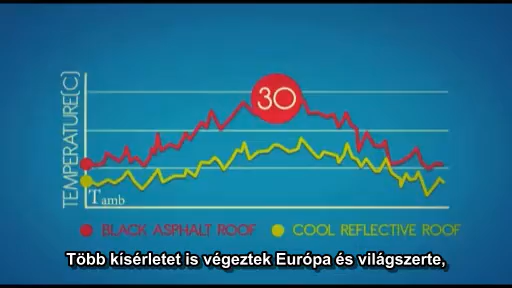 TEMPERATURE(C)
30
Tamb
BLACK ASPHALT ROOF
COOL REFLECTIVE ROOF
Több kísérletet is végeztek Európa és világszerte,